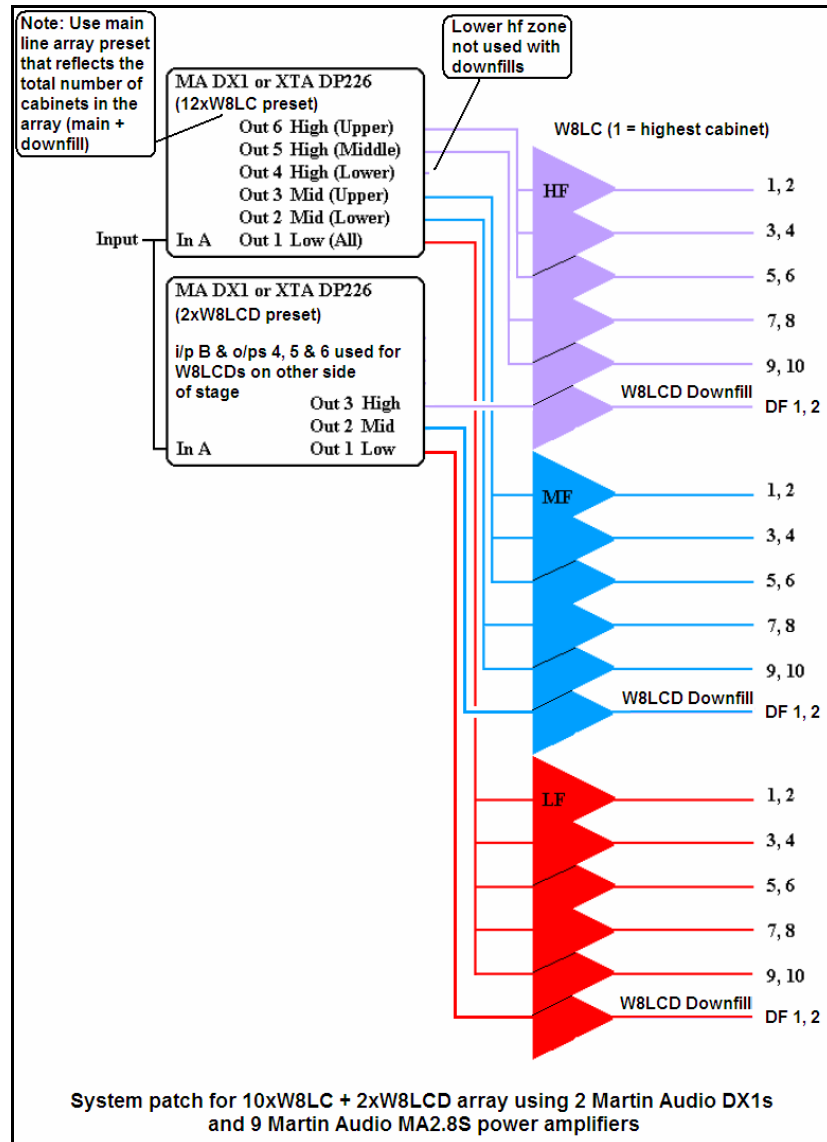 Note: Use main
line array preset
that reflects the
total number of
cabinets in the
array (main +
downfill)
Lower hf zone
not used with
downfills
MA DX1 or XTA DP226
(12xW8LC preset)
Out 6 High (Upper)
Out 5 High (Middle)
Out 4 High (Lower)
Out 3 Mid (Upper)
Out 2 Mid (Lower)
Input
In A Out 1 Low (All)
MA DX1 or XTA DP226
(2xW8LCD preset)
i/p B & o/ps 4, 5 & 6 used for
W8LCDs on other side
of stage
Out 3 High
Out 2 Mid
In A Out 1 Low
W8LC (1 = highest cabinet)
HF
1, 2
3, 4
5, 6
7, 8
9, 10
W8LCD Downfill
DF 1, 2
MF
1, 2
3, 4
5, 6
7, 8
9, 10
W8LCD Downfill
DF 1, 2
LF
1, 2
3, 4
5, 6
7, 8
9, 10
W8LCD Downfill
DF 1, 2
System patch for 10xW8LC + 2xW8LCD array using 2 Martin Audio DX1s
and 9 Martin Audio MA2.8S power amplifiers